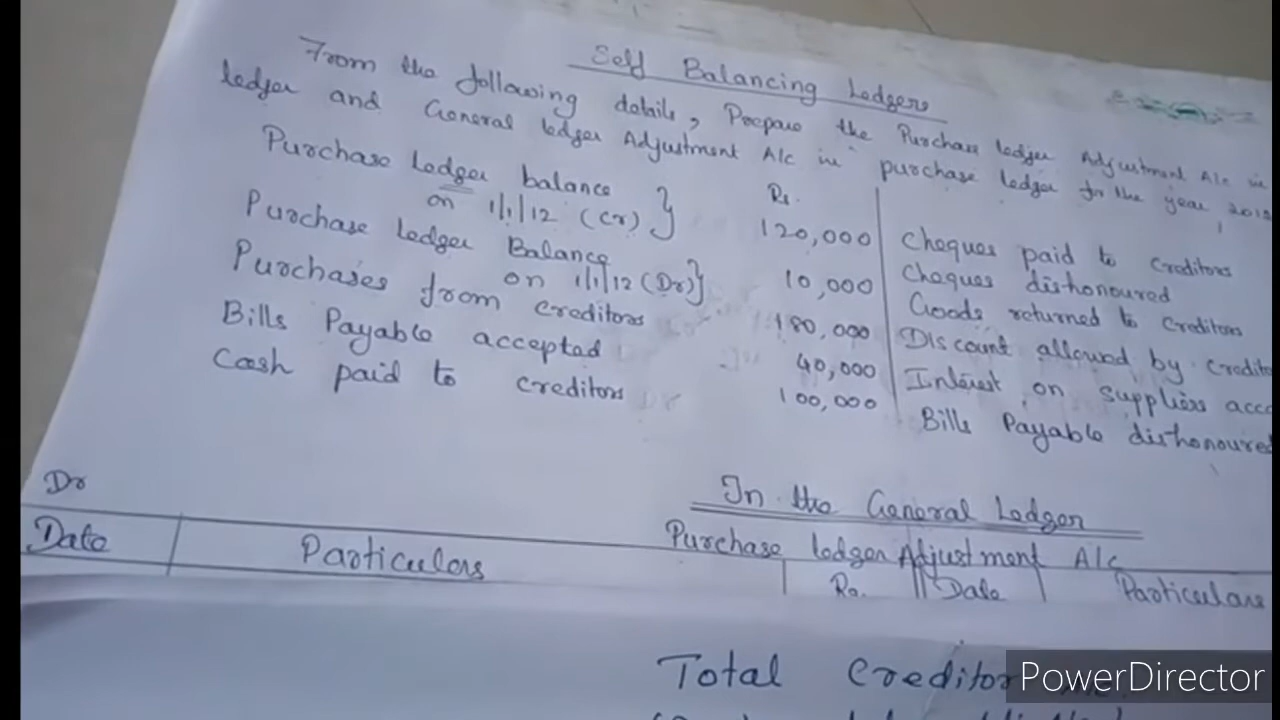 Self Balancing Ledgers
From the following details, Prepare the Purchase ledger Adjustment A/c in
ledger and General ledger Adjustment A/c in purchase ledger for the year
Rs.
Purchase Ledger balance
on 1/1/12 (Cr) } 120,000
Purchase Ledger Balance
on 1/1/12 (Dr) } 10,000
Purchases from creditors 180,000
Bills Payable accepted 40,000
Cash paid to creditors 100,000
Cheques paid to creditors
Cheques dishonoured
Goods returned to creditors
Discount allowed by
Interest on suppliers
Bills Payable dishonoured
In the General Ledger
Dr
Purchase ledger Adjustment A/c
Date Particulars Rs. Date Particulars
Total Creditor
PowerDirector